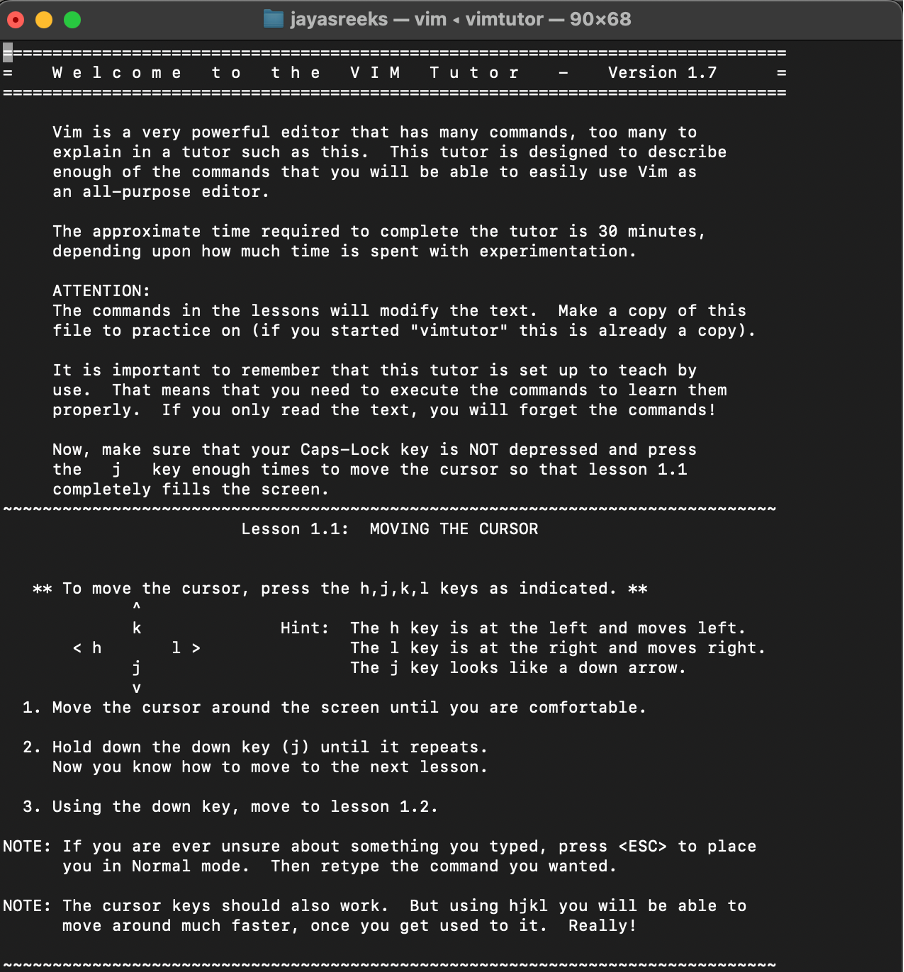 jayasreeks — vim ◂ vimtutor — 90×68
===============================================================================
=    W e l c o m e   t o   t h e   V I M   T u t o r    -    Version 1.7      =
===============================================================================
Vim is a very powerful editor that has many commands, too many to
explain in a tutor such as this.  This tutor is designed to describe
enough of the commands that you will be able to easily use Vim as
an all-purpose editor.
The approximate time required to complete the tutor is 30 minutes,
depending upon how much time is spent with experimentation.
ATTENTION:
The commands in the lessons will modify the text.  Make a copy of this
file to practice on (if you started "vimtutor" this is already a copy).
It is important to remember that this tutor is set up to teach by
use.  That means that you need to execute the commands to learn them
properly.  If you only read the text, you will forget the commands!
Now, make sure that your Caps-Lock key is NOT depressed and press
the   j   key enough times to move the cursor so that lesson 1.1
completely fills the screen.
~~~~~~~~~~~~~~~~~~~~~~~~~~~~~~~~~~~~~~~~~~~~~~~~~~~~~~~~~~~~~~~~~~~~~~~~~~~~~~
Lesson 1.1:  MOVING THE CURSOR
** To move the cursor, press the h,j,k,l keys as indicated. **
^
k              Hint:  The h key is at the left and moves left.
< h       l >               The l key is at the right and moves right.
j                     The j key looks like a down arrow.
v
1. Move the cursor around the screen until you are comfortable.
2. Hold down the down key (j) until it repeats.
Now you know how to move to the next lesson.
3. Using the down key, move to lesson 1.2.
NOTE: If you are ever unsure about something you typed, press <ESC> to place
you in Normal mode.  Then retype the command you wanted.
NOTE: The cursor keys should also work.  But using hjkl you will be able to
move around much faster, once you get used to it.  Really!
~~~~~~~~~~~~~~~~~~~~~~~~~~~~~~~~~~~~~~~~~~~~~~~~~~~~~~~~~~~~~~~~~~~~~~~~~~~~~~